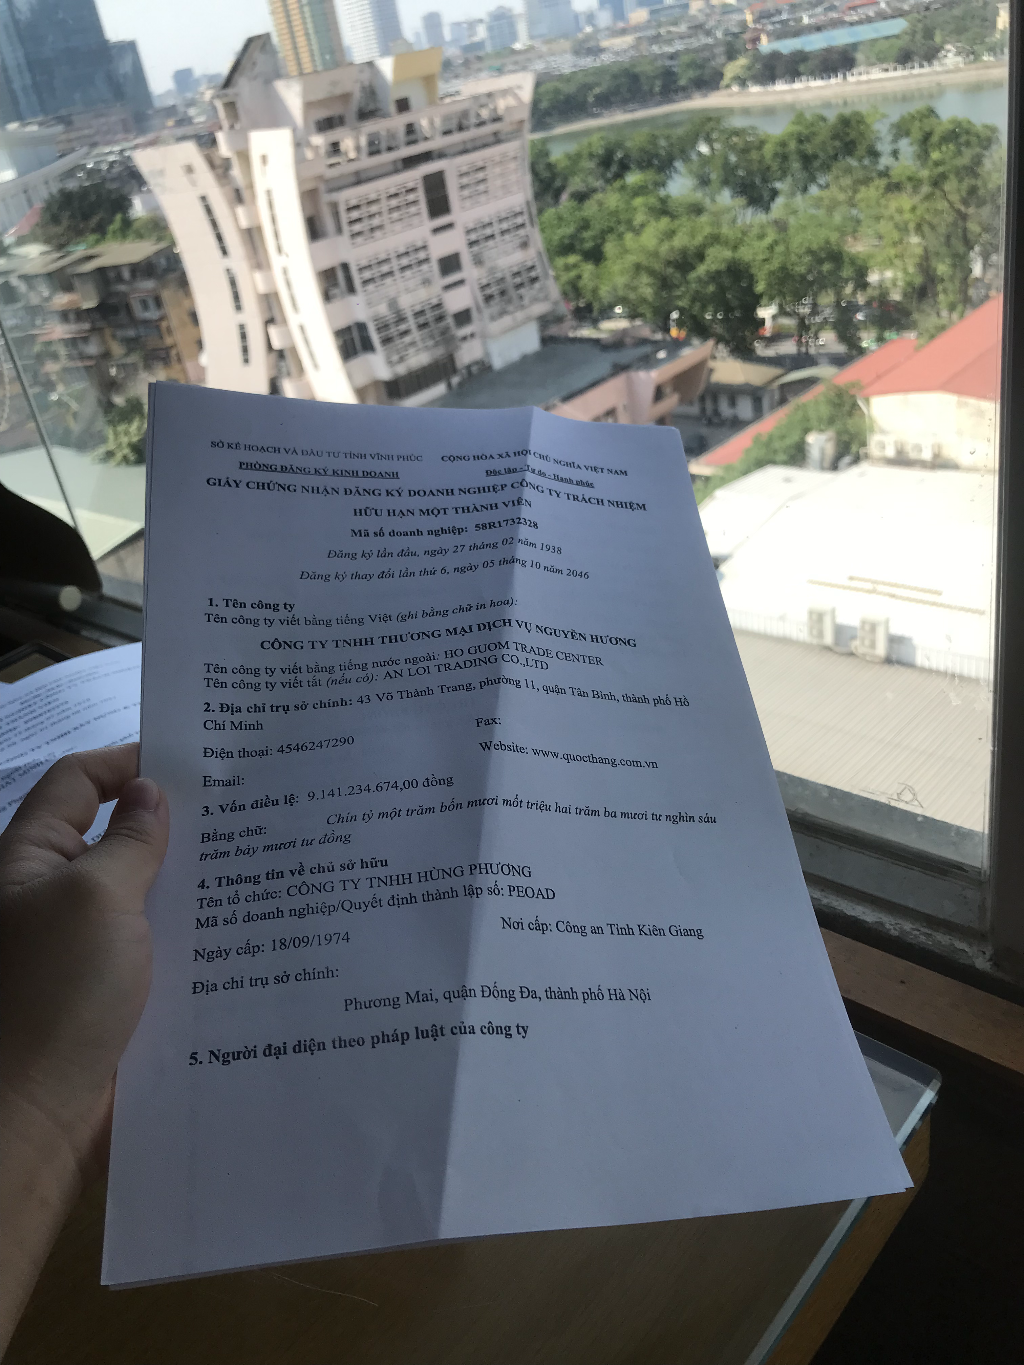 SỞ KẾ HOẠCH VÀ ĐẦU TƯ TỈNH VĨNH PHÚC CỘNG HÒA XÃ HỘI CHỦ NGHĨA VIỆT NAM
PHÒNG ĐĂNG KÝ KINH DOANH Độc lập - Tự do - Hạnh phúc
GIẤY CHỨNG NHẬN ĐĂNG KÝ DOANH NGHIỆP CÔNG TY TRÁCH NHIỆM
HỮU HẠN MỘT THÀNH VIÊN
Mã số doanh nghiệp: 58R1732328
Đăng ký lần đầu, ngày 27 tháng 02 năm 1938
Đăng ký thay đổi lần thứ 6, ngày 05 tháng 10 năm 2046
1. Tên công ty
Tên công ty viết bằng tiếng Việt (ghi bằng chữ in hoa):
CÔNG TY TNHH THƯƠNG MẠI DỊCH VỤ NGUYÊN HƯƠNG
Tên công ty viết bằng tiếng nước ngoài: HO GUOM TRADE CENTER
Tên công ty viết tắt (nếu có): AN LOI TRADING CO.,LTD
2. Địa chỉ trụ sở chính: 43 Võ Thành Trang, phường 11, quận Tân Bình, thành phố Hồ
Chí Minh
Điện thoại: 4546247290 Fax:
Email: Website: www.quocthang.com.vn
3. Vốn điều lệ: 9.141.234.674,00 đồng
Bằng chữ: Chín tỷ một trăm bốn mươi mốt triệu hai trăm ba mươi tư nghìn sáu
trăm bảy mươi tư đồng
4. Thông tin về chủ sở hữu
Tên tổ chức: CÔNG TY TNHH HÙNG PHƯƠNG
Mã số doanh nghiệp/Quyết định thành lập số: PEOAD
Ngày cấp: 18/09/1974 Nơi cấp: Công an Tỉnh Kiên Giang
Địa chỉ trụ sở chính:
Phương Mai, quận Đống Đa, thành phố Hà Nội
5. Người đại diện theo pháp luật của công ty